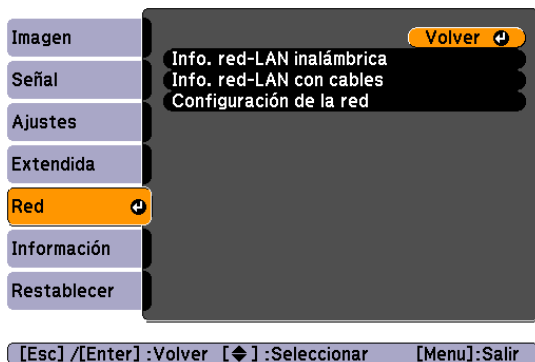 Imagen
Señal
Ajustes
Extendida
Red
Información
Restablecer
Volver
Info. red-LAN inalámbrica
Info. red-LAN con cables
Configuración de la red
[Esc] /[Enter] :Volver [◆] :Seleccionar [Menu]:Salir